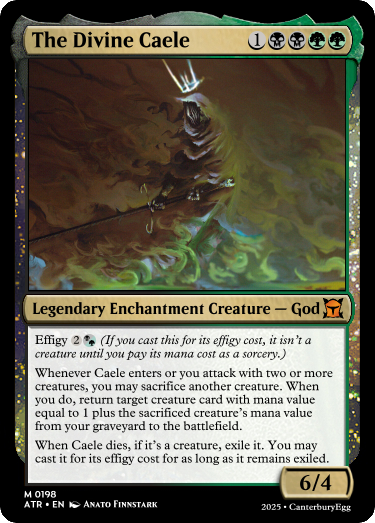 The Divine Caele 1
Legendary Enchantment Creature — God
Effigy 2 (If you cast this for its effigy cost, it isn't a
creature until you pay its mana cost as a sorcery.)
Whenever Caele enters or you attack with two or more
creatures, you may sacrifice another creature. When
you do, return target creature card with mana value
equal to 1 plus the sacrificed creature's mana value
from your graveyard to the battlefield.
When Caele dies, if it's a creature, exile it. You may
cast it for its effigy cost for as long as it remains exiled.
6/4
M 0198
ATR • EN Anato Finnstark
2025 • CanterburyEgg